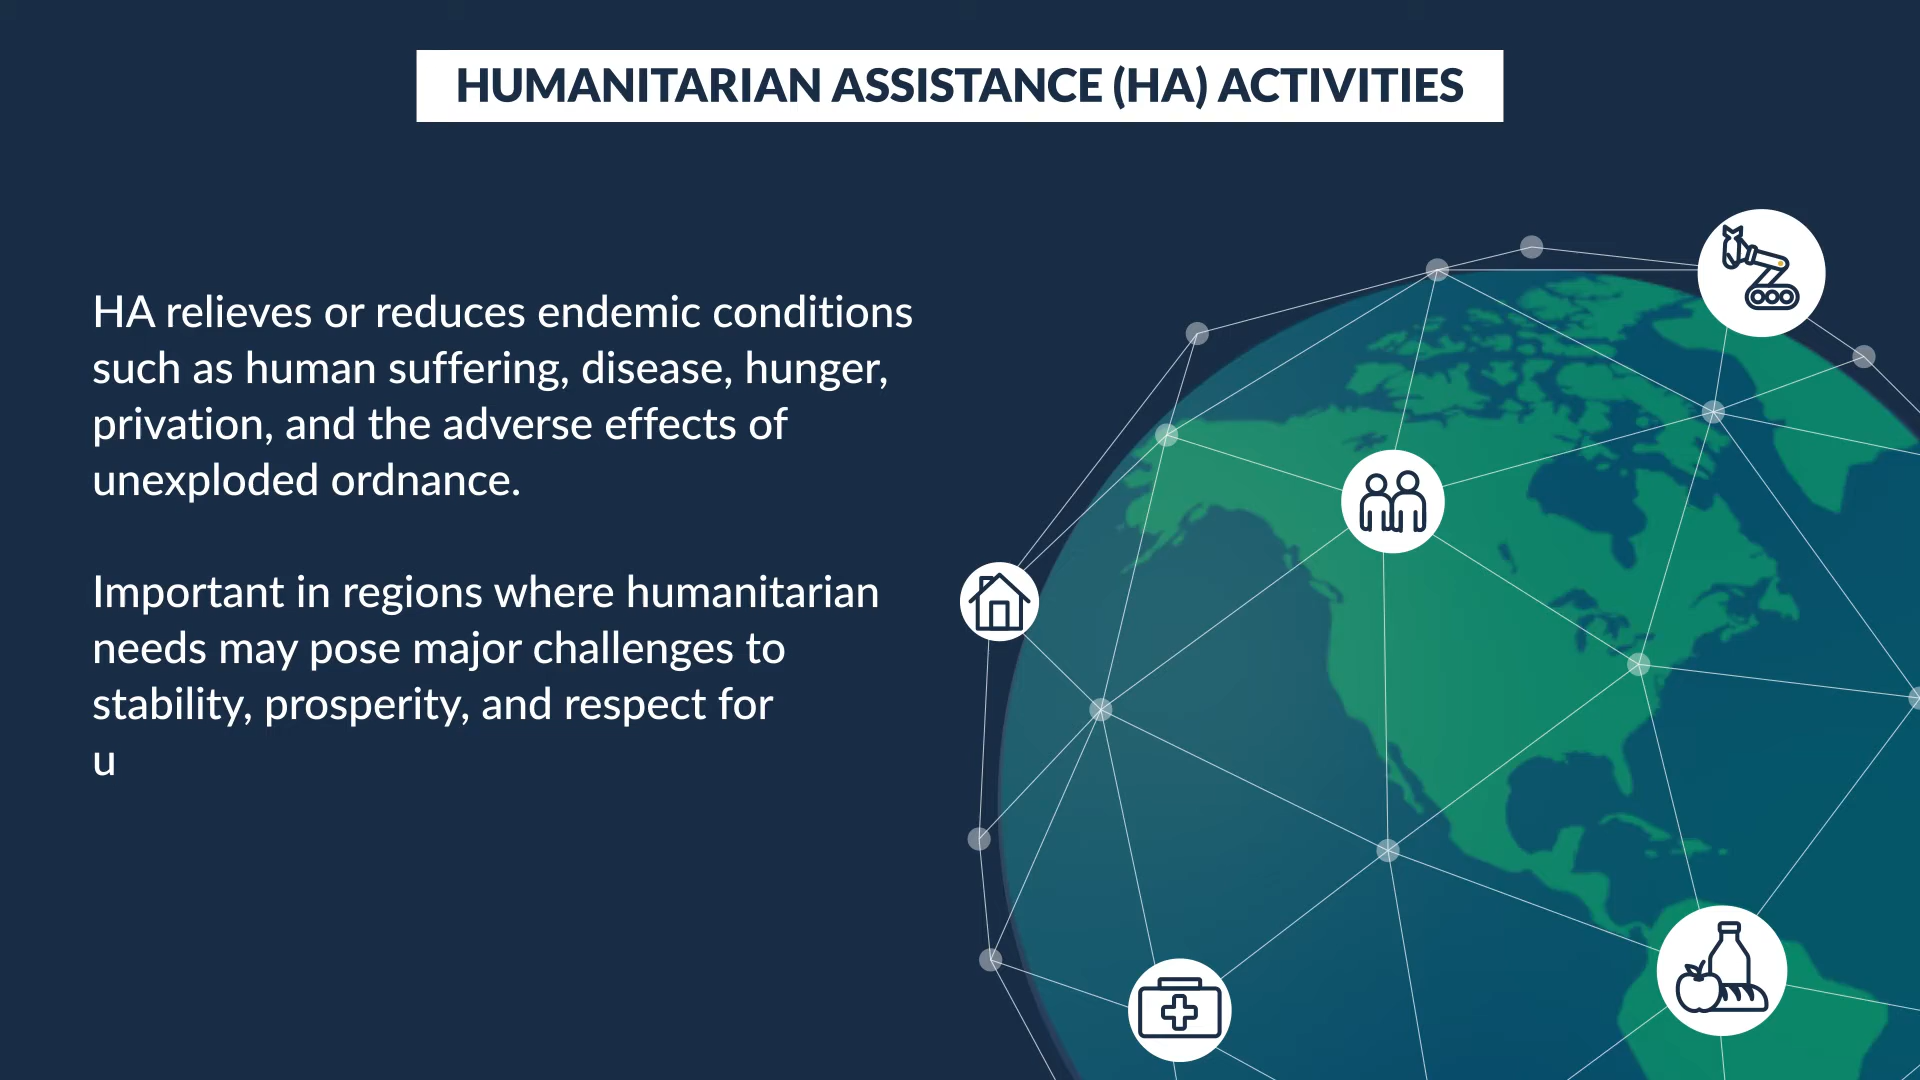 HUMANITARIAN ASSISTANCE (HA) ACTIVITIES
HA relieves or reduces endemic conditions
such as human suffering, disease, hunger,
privation, and the adverse effects of
unexploded ordnance.
Important in regions where humanitarian
needs may pose major challenges to
stability, prosperity, and respect for
u